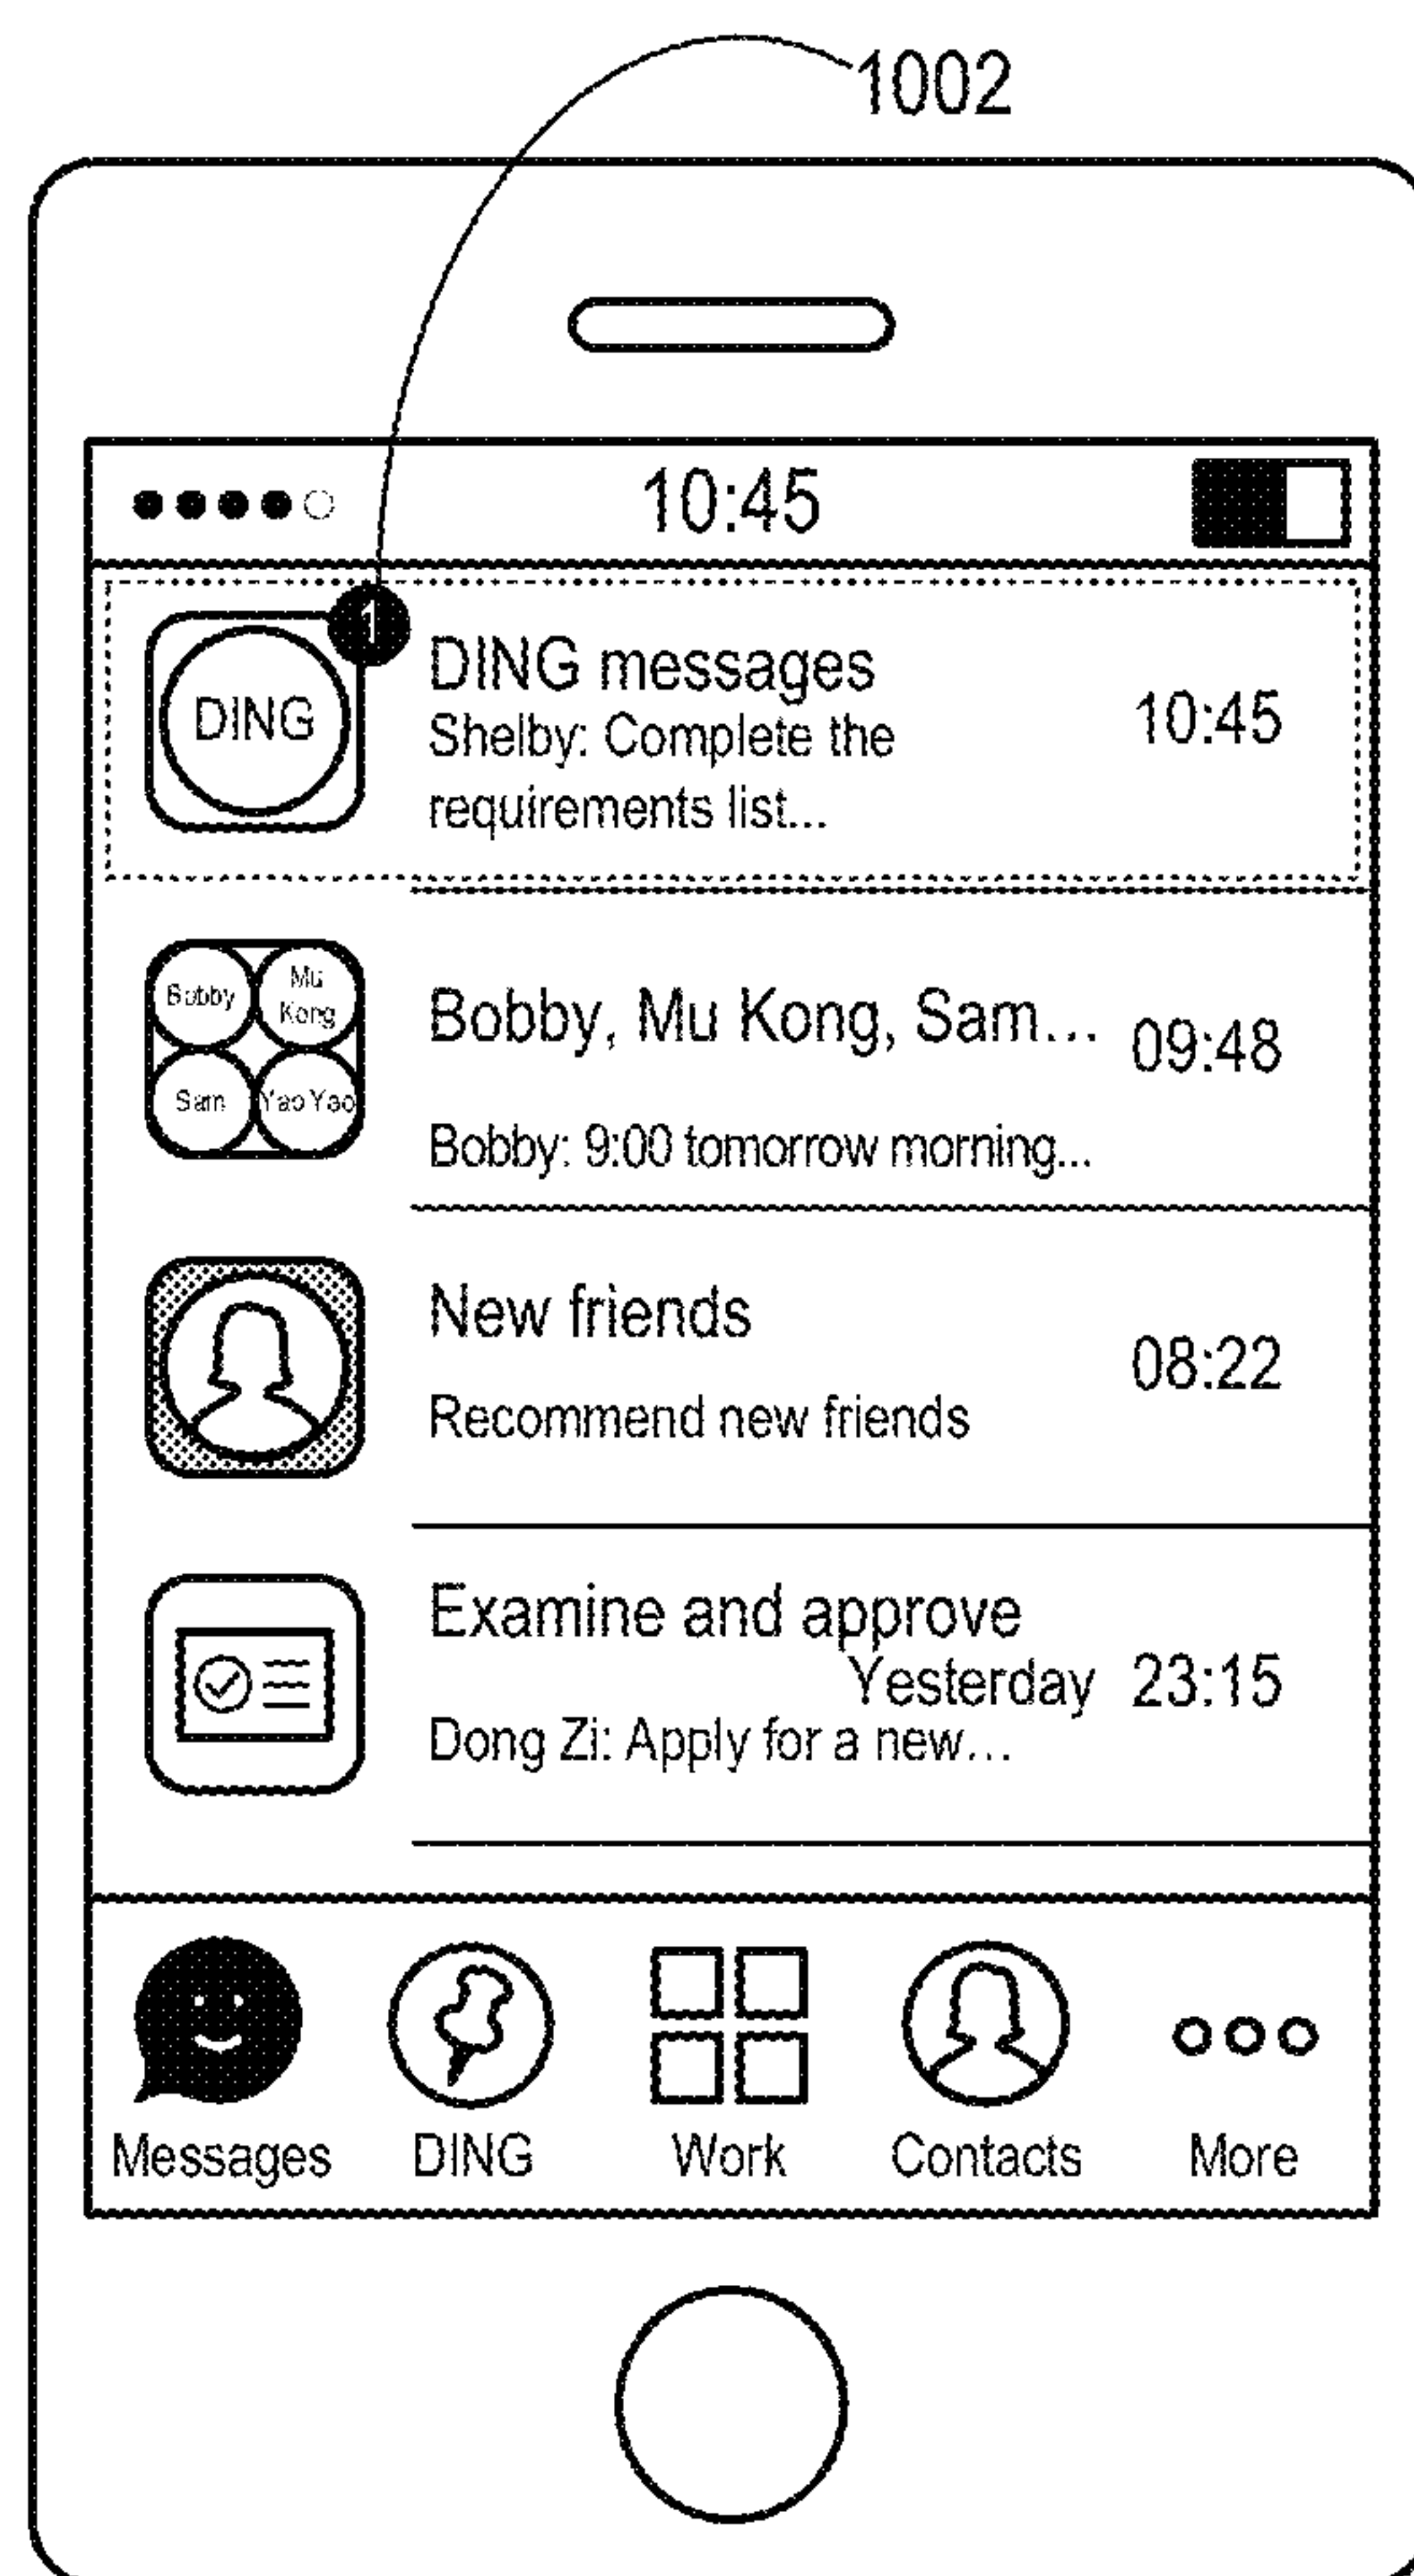 1002
10:45
1
DING
DING messages
Shelby: Complete the
requirements list...
10:45
Bobby
Mu
Kong
Sam
Yao Yao
Bobby, Mu Kong, Sam...
09:48
Bobby: 9:00 tomorrow morning...
New friends
08:22
Recommend new friends
Examine and approve
Yesterday 23:15
Dong Zi: Apply for a new...
Messages DING Work Contacts More